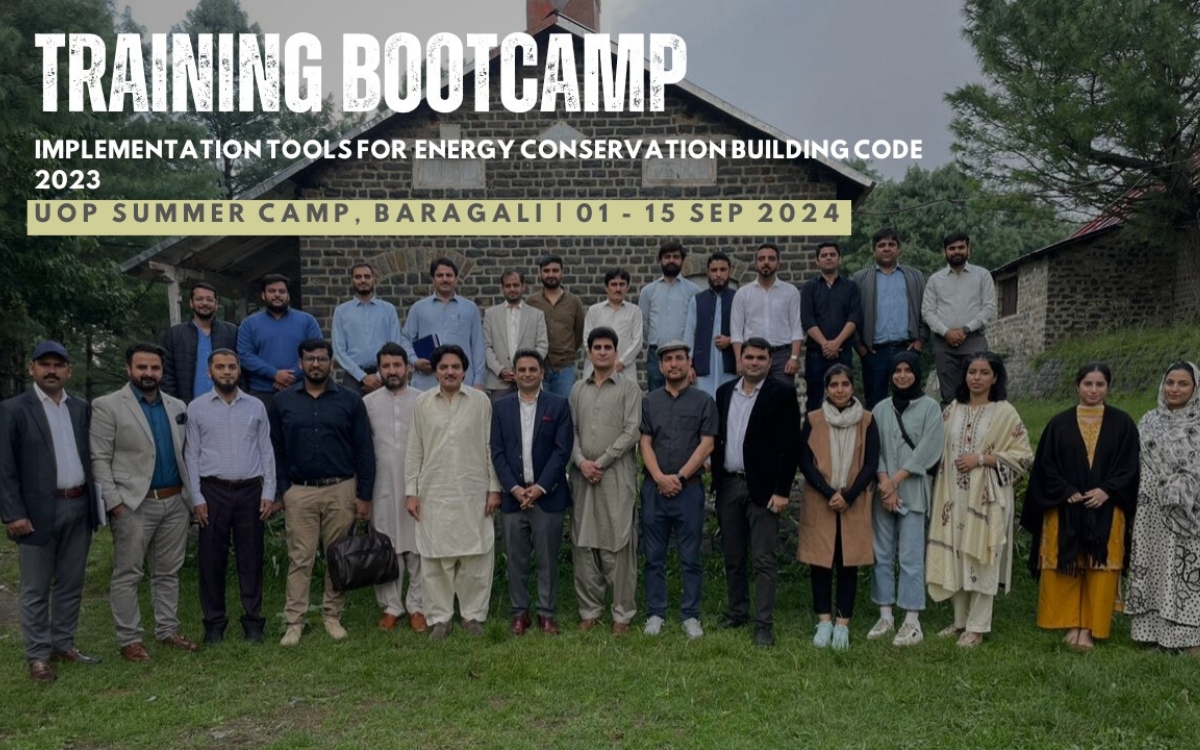 TRAINING BOOTCAMP
IMPLEMENTATION TOOLS FOR ENERGY CONSERVATION BUILDING CODE
2023
UOP SUMMER CAMP, BARAGALI | 01 - 15 SEP 2024